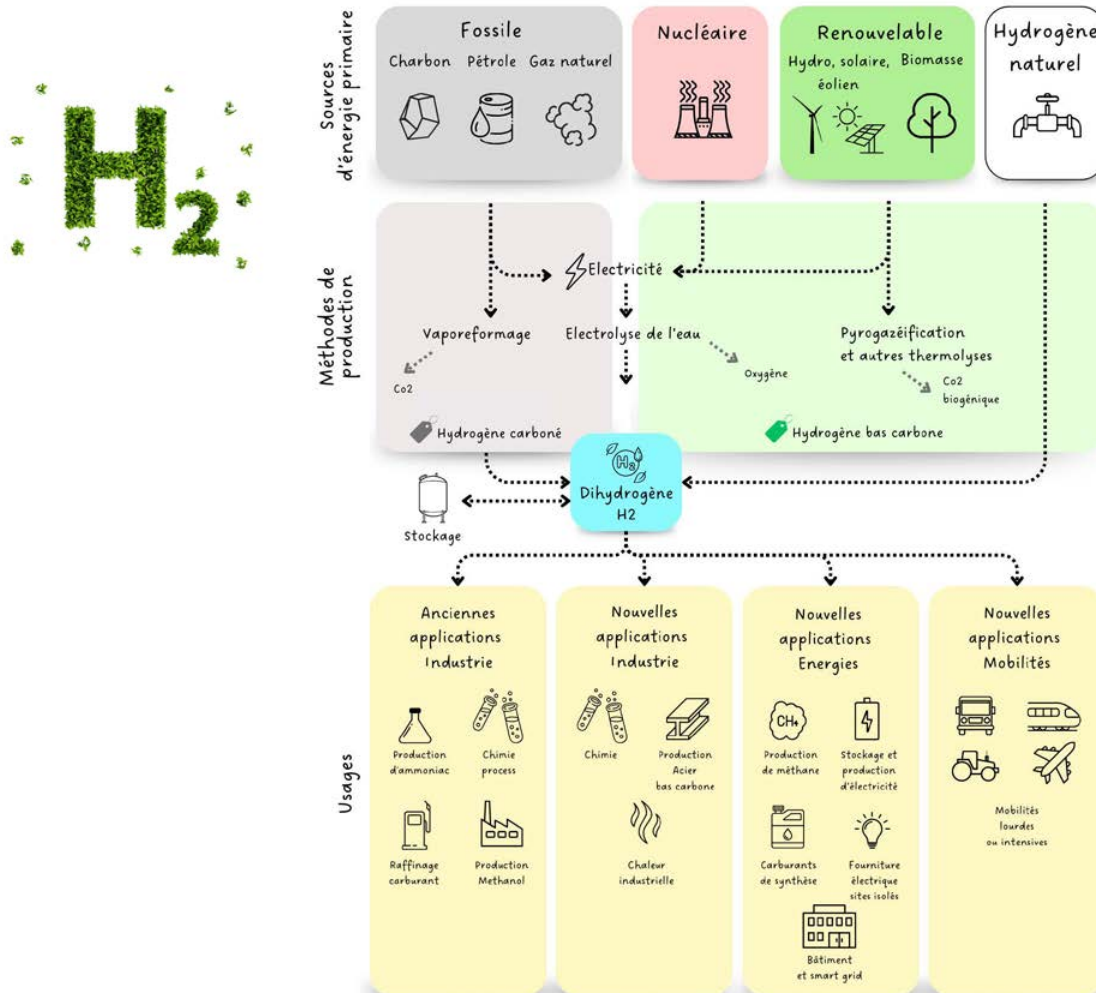 H2
Sources
d'énergie primaire
Fossile
Charbon
Pétrole
Gaz naturel
Nucléaire
Renouvelable
Hydro, solaire,
éolien
Biomasse
Hydrogène
naturel
Méthodes de
production
Electricité
Vaporeformage
Co2
Electrolyse de l'eau
Oxygène
Pyrogazéification
et autres thermolyses
Co2
biogénique
Hydrogène carboné
Hydrogène bas carbone
H2
Dihydrogène
H2
Stockage
Usages
Anciennes
applications
Industrie
Production
d'ammoniac
Chimie
process
Raffinage
carburant
Production
Methanol
Nouvelles
applications
Industrie
Chimie
Production
Acier
bas carbone
Chaleur
industrielle
Nouvelles
applications
Energies
CH4
Production
de méthane
Stockage et
production
d'électricité
Carburants
de synthèse
Fourniture
électrique
sites isolés
Bâtiment
et smart grid
Nouvelles
applications
Mobilités
Mobilités
lourdes
ou intensives